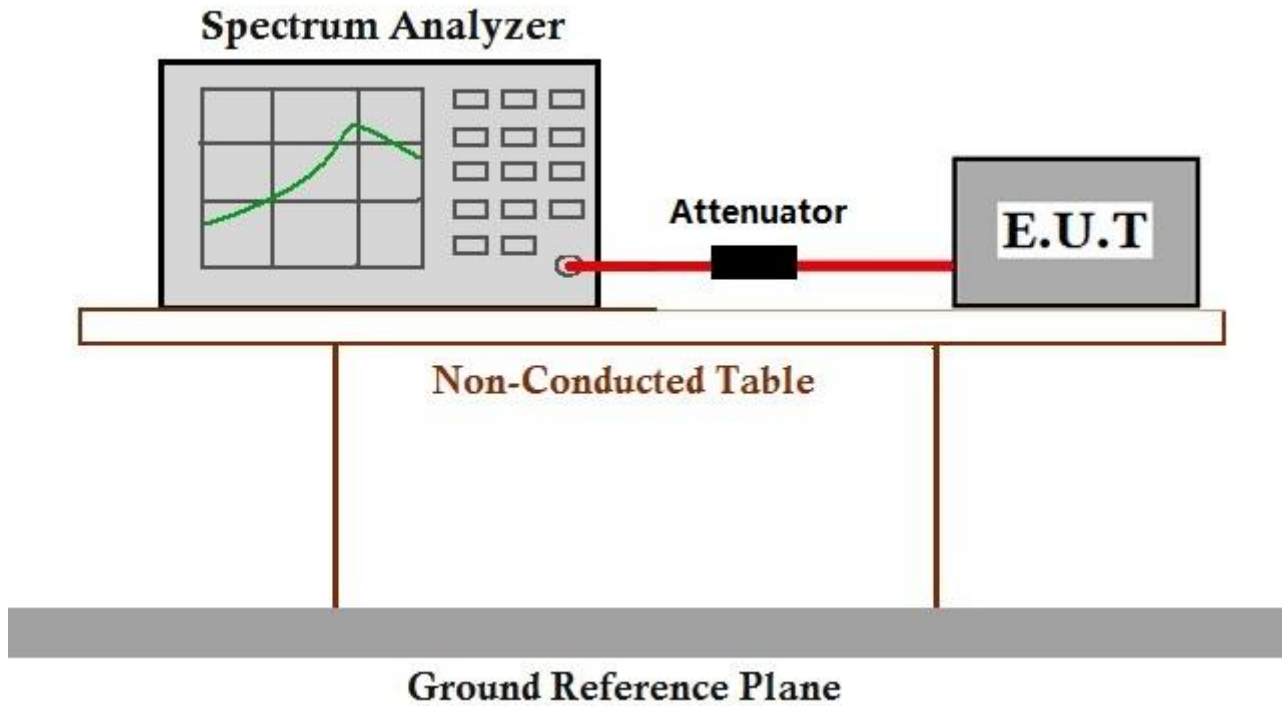 Spectrum Analyzer
Attenuator
E.U.T
Non-Conducted Table
Ground Reference Plane